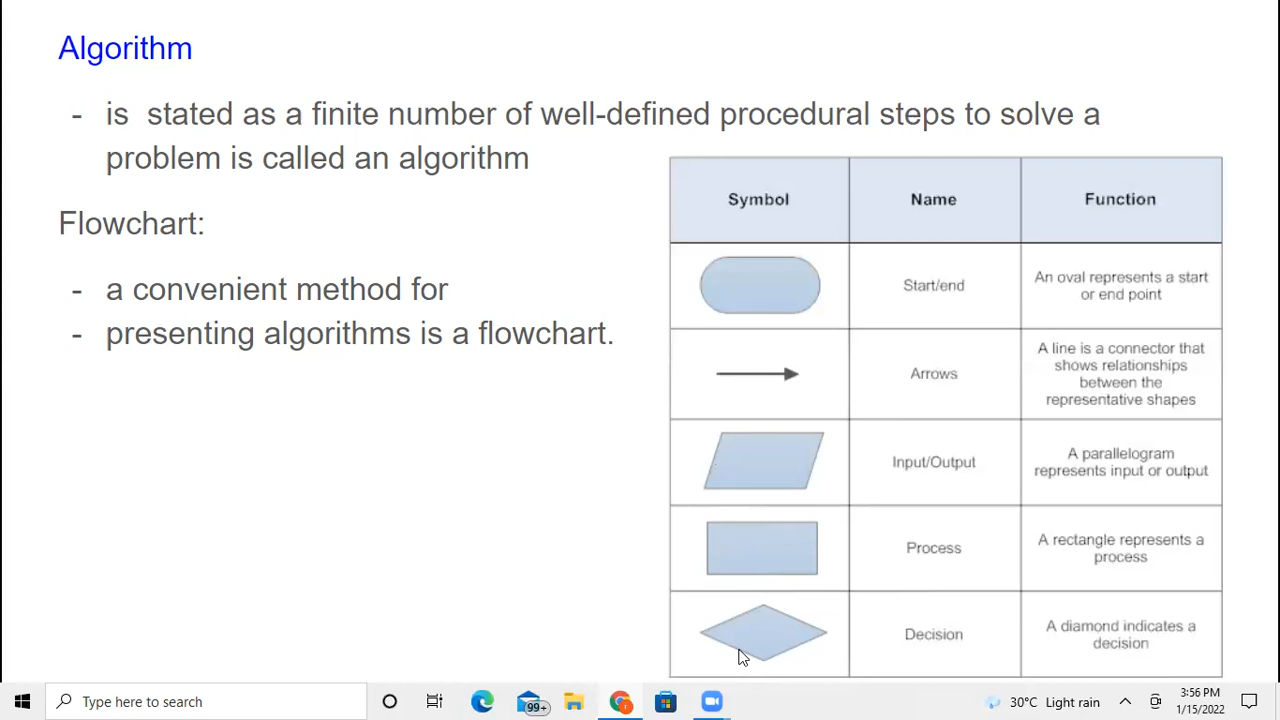 Algorithm
- is stated as a finite number of well-defined procedural steps to solve a
problem is called an algorithm
Flowchart:
- a convenient method for
- presenting algorithms is a flowchart.
Symbol Name Function
Start/end
An oval represents a start
or end point
Arrows
A line is a connector that
shows relationships
between the
representative shapes
Input/Output
A parallelogram
represents input or output
Process
A rectangle represents a
process
Decision
A diamond indicates a
decision
Type here to search
99+
30°C Light rain
3:56 PM
1/15/2022